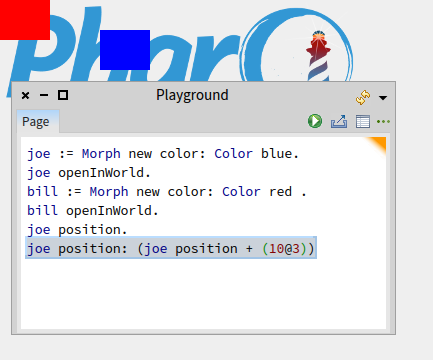 Pharo
Playground
Page
joe := Morph new color: Color blue.
joe openInWorld.
bill := Morph new color: Color red .
bill openInWorld.
joe position.
joe position: (joe position + (10@3))